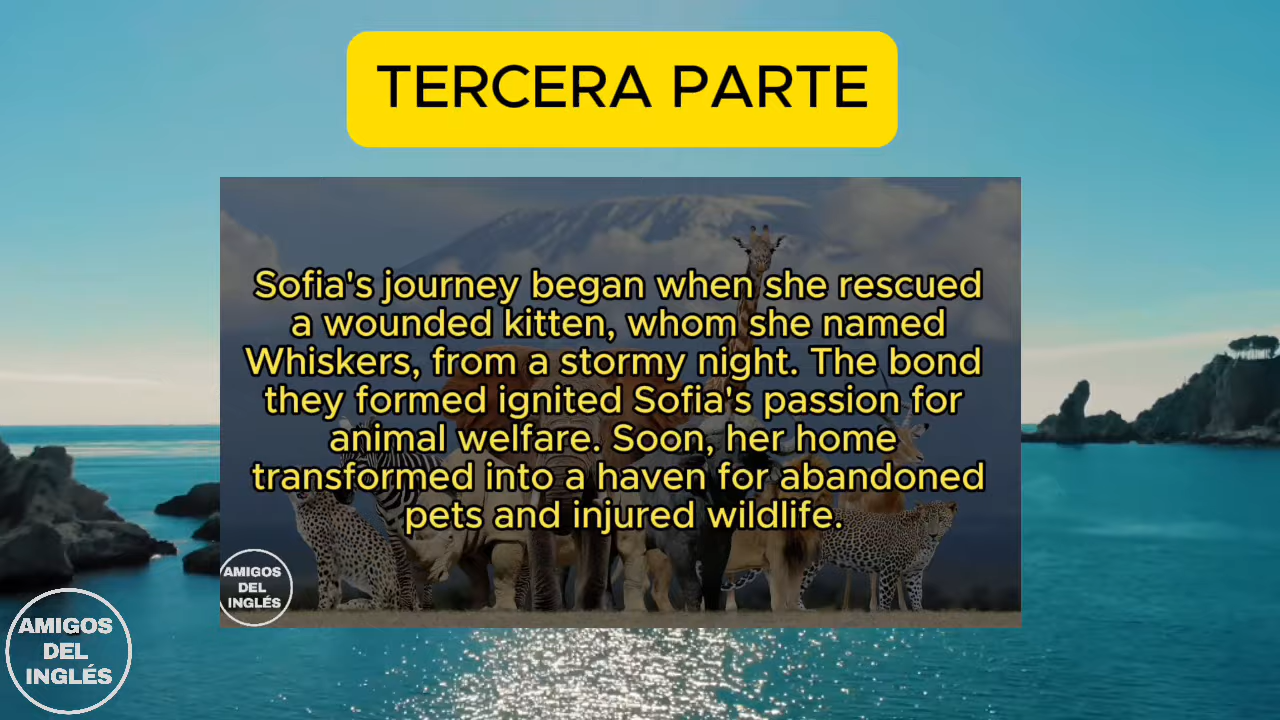 TERCERA PARTE
Sofia's journey began when she rescued
a wounded kitten, whom she named
Whiskers, from a stormy night. The bond
they formed ignited Sofia's passion for
animal welfare. Soon, her home
transformed into a haven for abandoned
pets and injured wildlife.
AMIGOS
DEL
INGLÉS
AMIGOS
DEL
INGLÉS